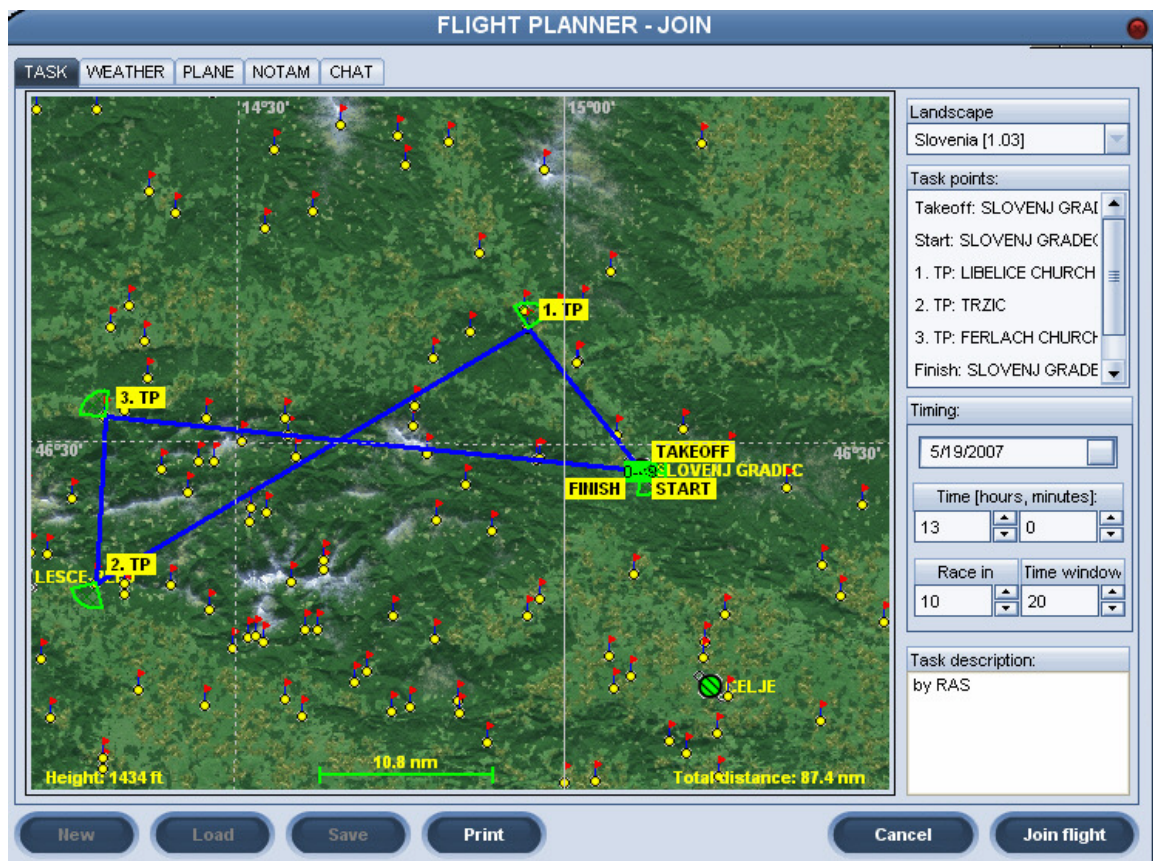 FLIGHT PLANNER - JOIN
TASK WEATHER PLANE NOTAM CHAT
14°30' 15°00'
1. TP
3. TP
46°30' 46°30'
TAKEOFF
SLOVENJ GRADEC
FINISH START
2. TP
LESCE
CELJE
10.8 nm
Height: 1434 ft
Total distance: 87.4 nm
Landscape
Slovenia [1.03]
Task points:
Takeoff: SLOVENJ GRAD
Start: SLOVENJ GRADEC
1. TP: LIBELICE CHURCH
2. TP: TRZIC
3. TP: FERLACH CHURCH
Finish: SLOVENJ GRADE
Timing:
5/19/2007
Time [hours, minutes]:
13 0
Race in Time window
10 20
Task description:
by RAS
New Load Save Print Cancel Join flight